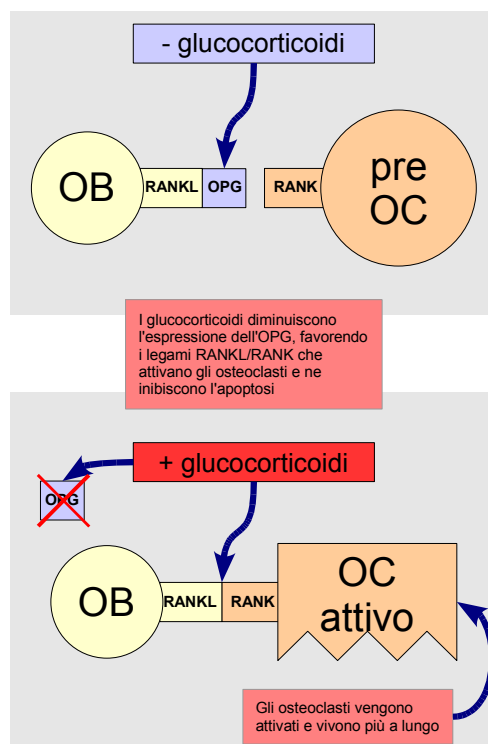 - glucocorticoidi
OB
RANKL
OPG
RANK
pre
OC
I glucocorticoidi diminuiscono
l'espressione dell'OPG, favorendo
i legami RANKL/RANK che
attivano gli osteoclasti e ne
inibiscono l'apoptosi
+ glucocorticoidi
OPG
OB
RANKL
RANK
OC
attivo
Gli osteoclasti vengono
attivati e vivono più a lungo